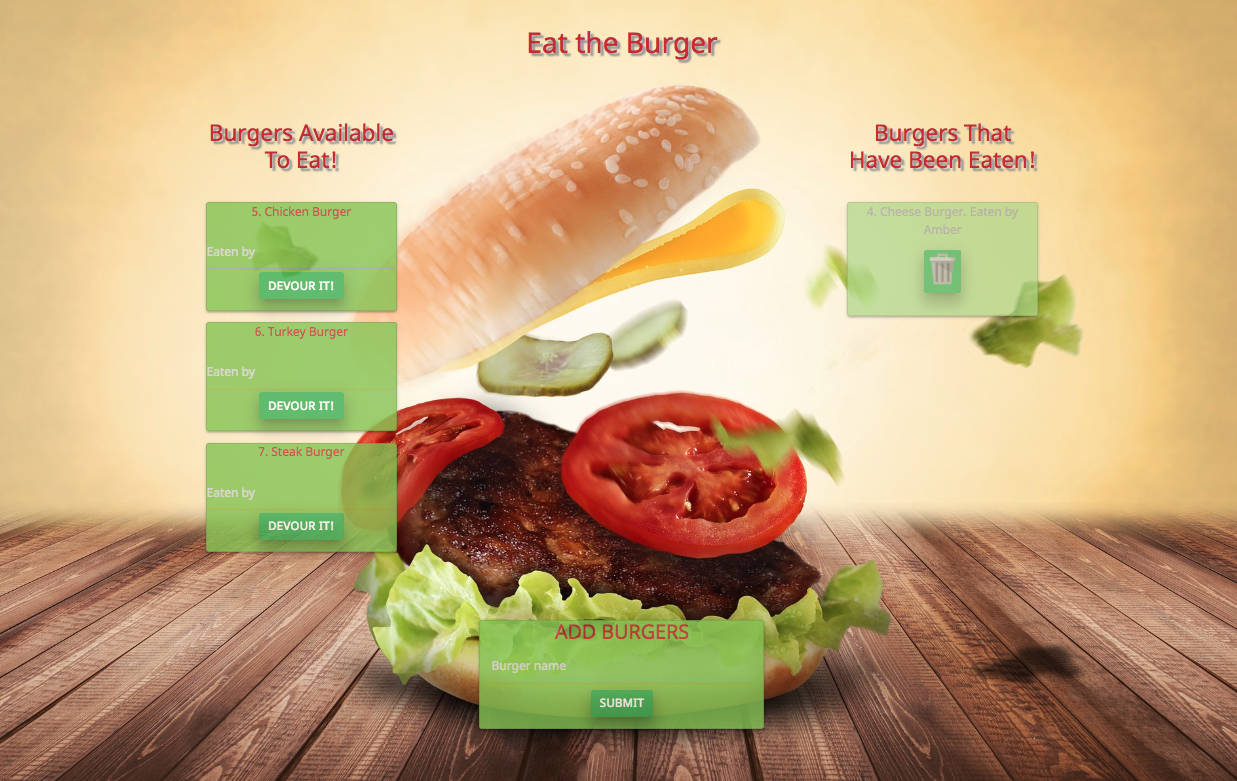 Eat the Burger
Burgers Available
To Eat!
5. Chicken Burger
Eaten by
DEVOUR IT!
6. Turkey Burger
Eaten by
DEVOUR IT!
7. Steak Burger
Eaten by
DEVOUR IT!
Burgers That
Have Been Eaten!
4. Cheese Burger. Eaten by
Amber
ADD BURGERS
Burger name
SUBMIT